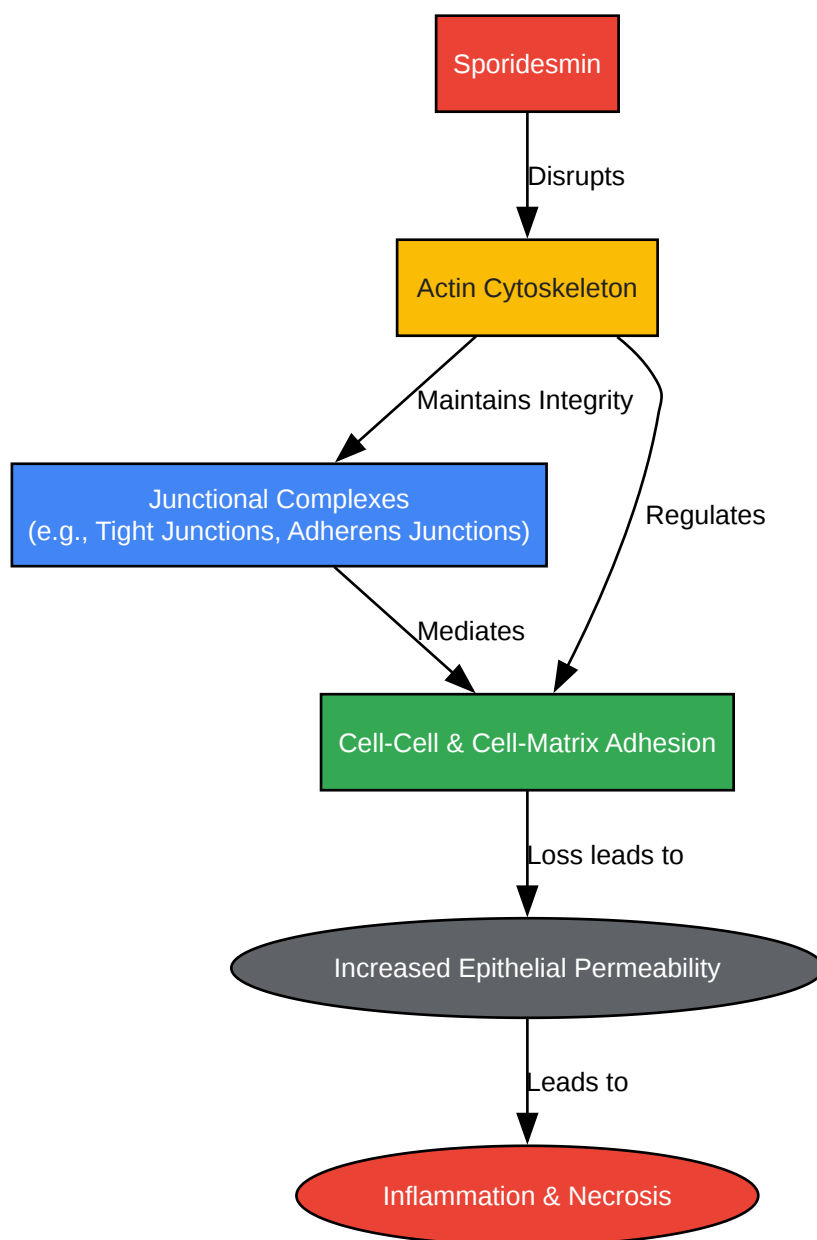 Sporidesmin
Disrupts
Actin Cytoskeleton
Maintains Integrity
Junctional Complexes
(e.g., Tight Junctions, Adherens Junctions)
Regulates
Mediates
Cell-Cell & Cell-Matrix Adhesion
Loss leads to
Increased Epithelial Permeability
Leads to
Inflammation & Necrosis